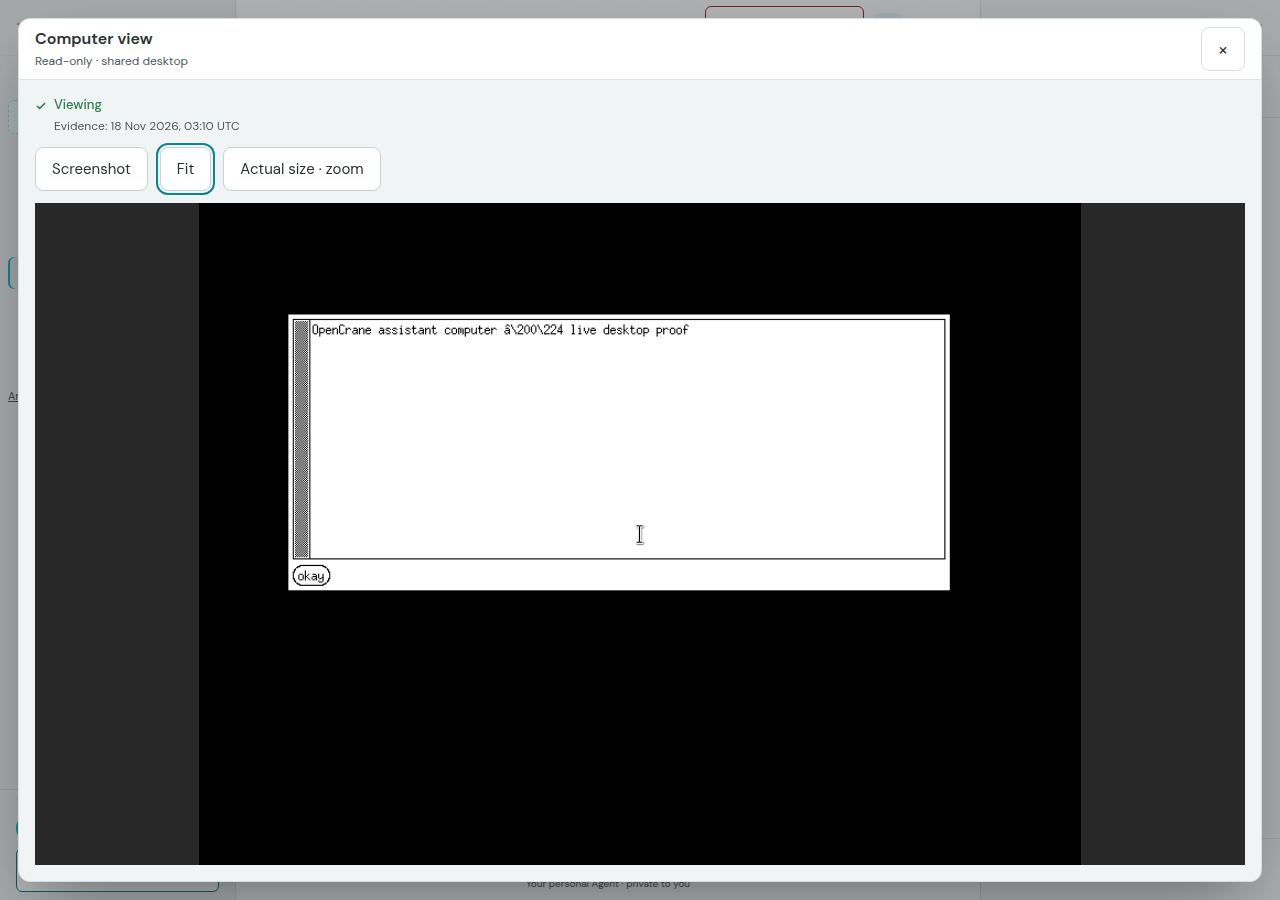 Computer view
Read-only · shared desktop
×
Viewing
Evidence: 18 Nov 2026, 03:10 UTC
Screenshot
Fit
Actual size · zoom
OpenCrane assistant computer â\200\224 live desktop proof
okay
Your personal Agent · private to you